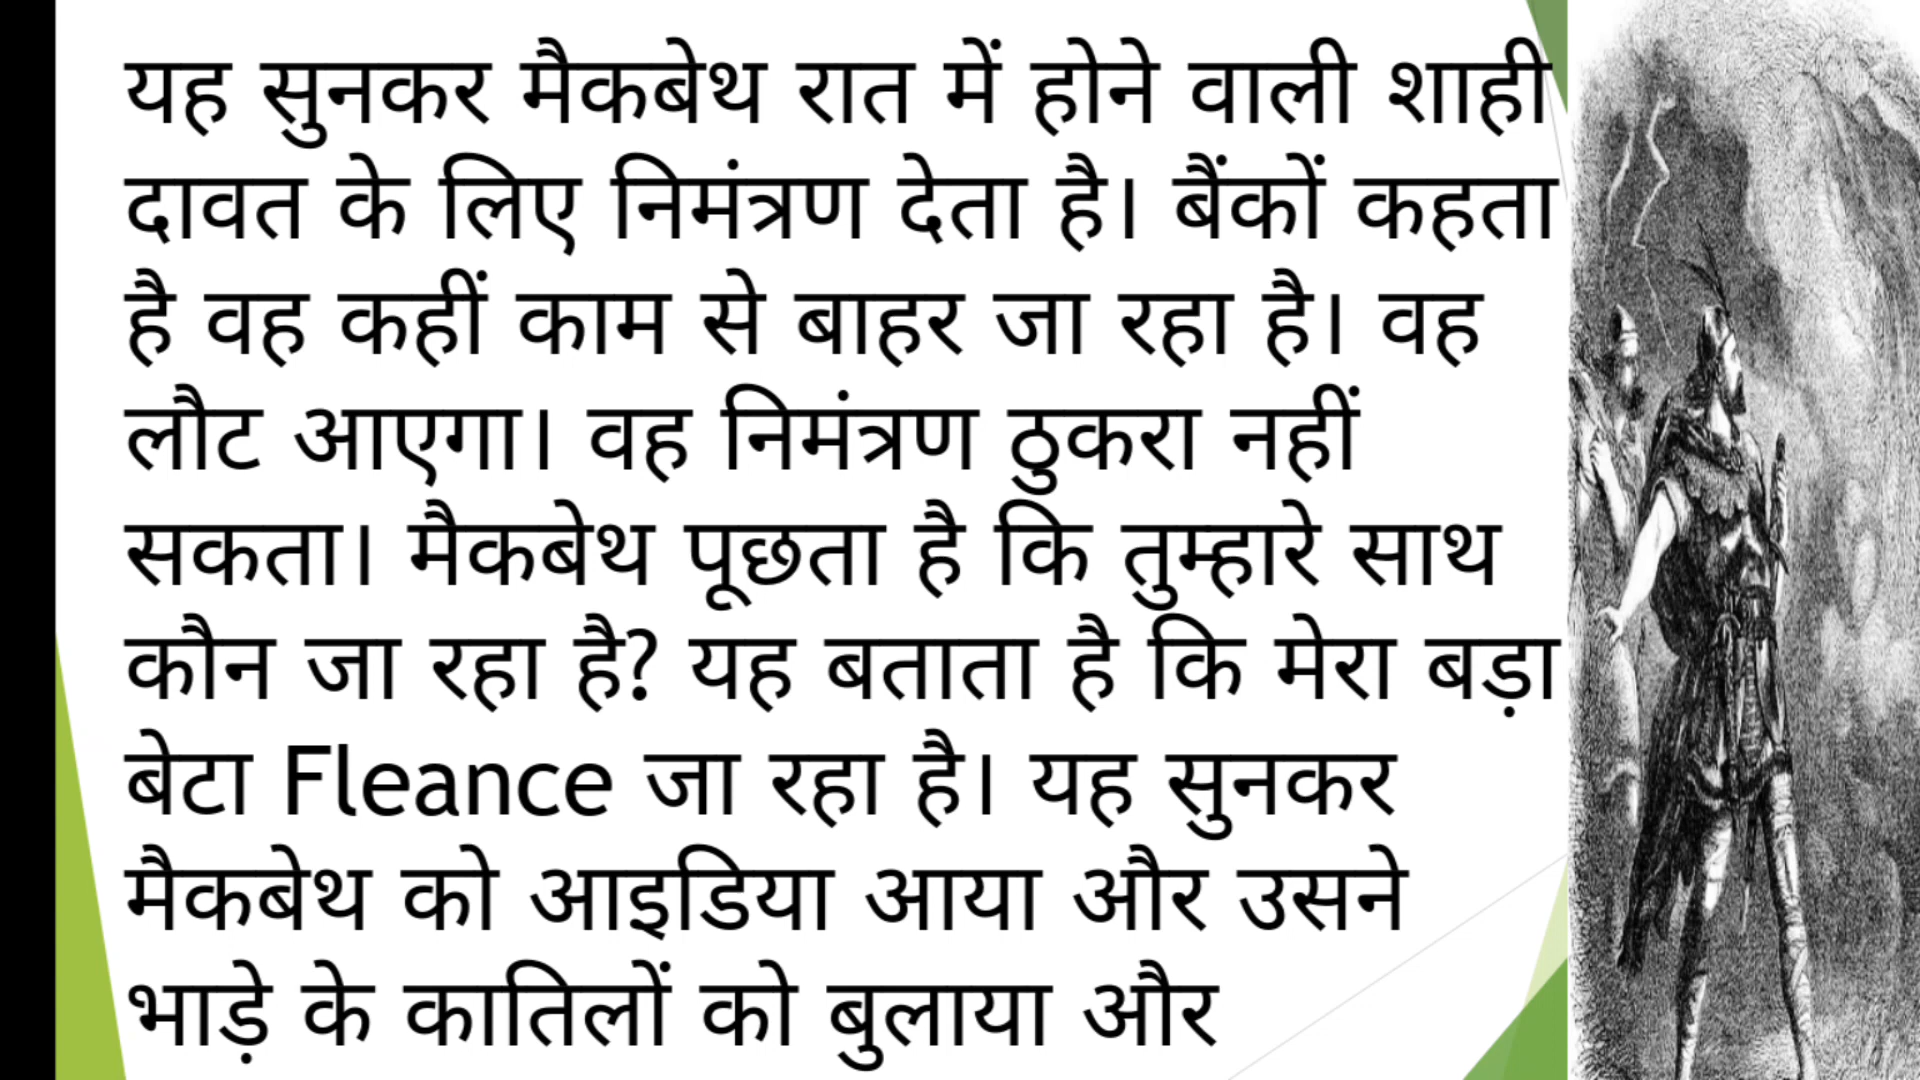 यह सुनकर मैकबेथ रात में होने वाली शाही
दावत के लिए निमंत्रण देता है। बैंकों कहता
है वह कहीं काम से बाहर जा रहा है। वह
लौट आएगा। वह निमंत्रण ठुकरा नहीं
सकता। मैकबेथ पूछता है कि तुम्हारे साथ
कौन जा रहा है? यह बताता है कि मेरा बड़ा
बेटा Fleance जा रहा है। यह सुनकर
मैकबेथ को आइडिया आया और उसने
भाड़े के कातिलों को बुलाया और